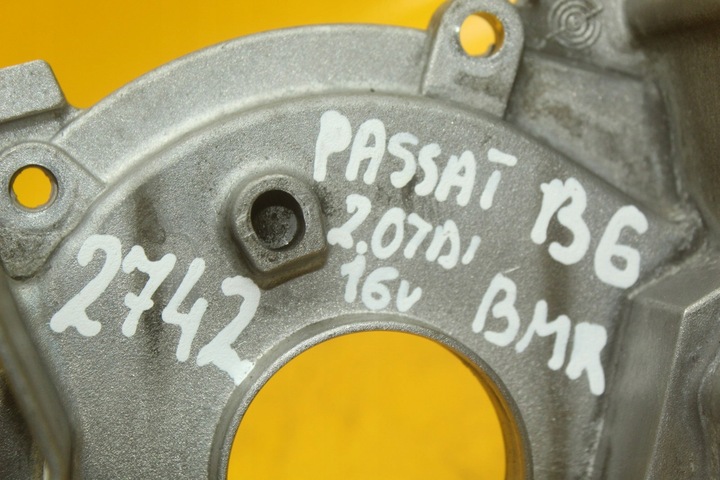 PASSAT B6
2.0TDI
16V BMR
2742